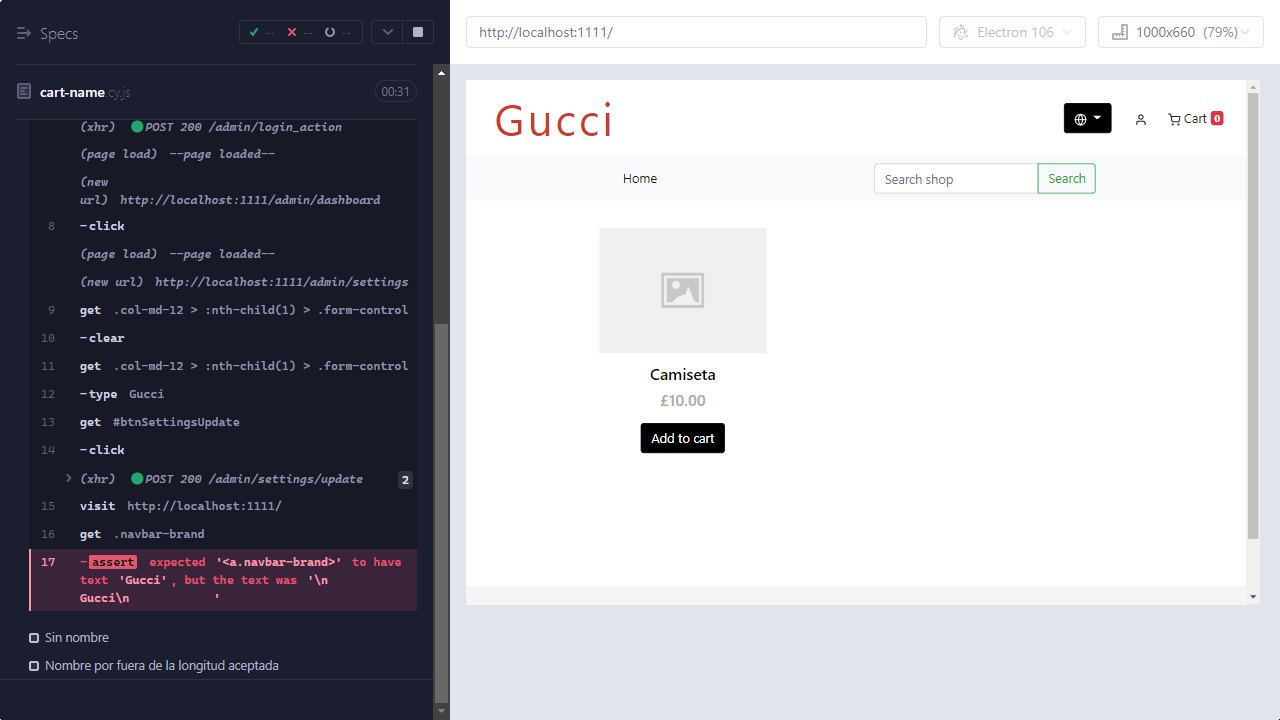 Specs
--
--
--
cart-name.cy.js
00:31
(xhr) POST 200 /admin/login_action
(page load) --page loaded--
(new
url) http://localhost:1111/admin/dashboard
8 -click
(page load) --page loaded--
(new url) http://localhost:1111/admin/settings
9 get .col-md-12 > :nth-child(1) > .form-control
10 -clear
11 get .col-md-12 > :nth-child(1) > .form-control
12 -type Gucci
13 get #btnSettingsUpdate
14 -click
(xhr) POST 200 /admin/settings/update 2
15 visit http://localhost:1111/
16 get .navbar-brand
17 -assert expected '<a.navbar-brand>' to have
text 'Gucci', but the text was '\n
Gucci\n '
Sin nombre
Nombre por fuera de la longitud aceptada
http://localhost:1111/
Electron 106
1000x660 (79%)
Gucci
Cart 0
Home
Search shop
Search
Camiseta
£10.00
Add to cart